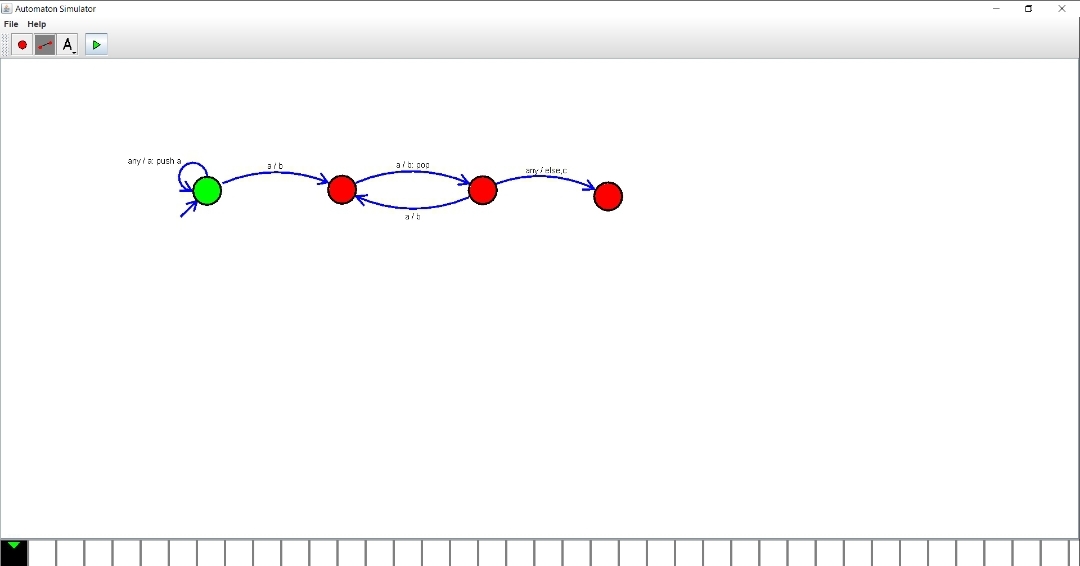 Automaton Simulator
File Help
A
any / a: push a
a / b
a / b: pop
any / else,c
a / b